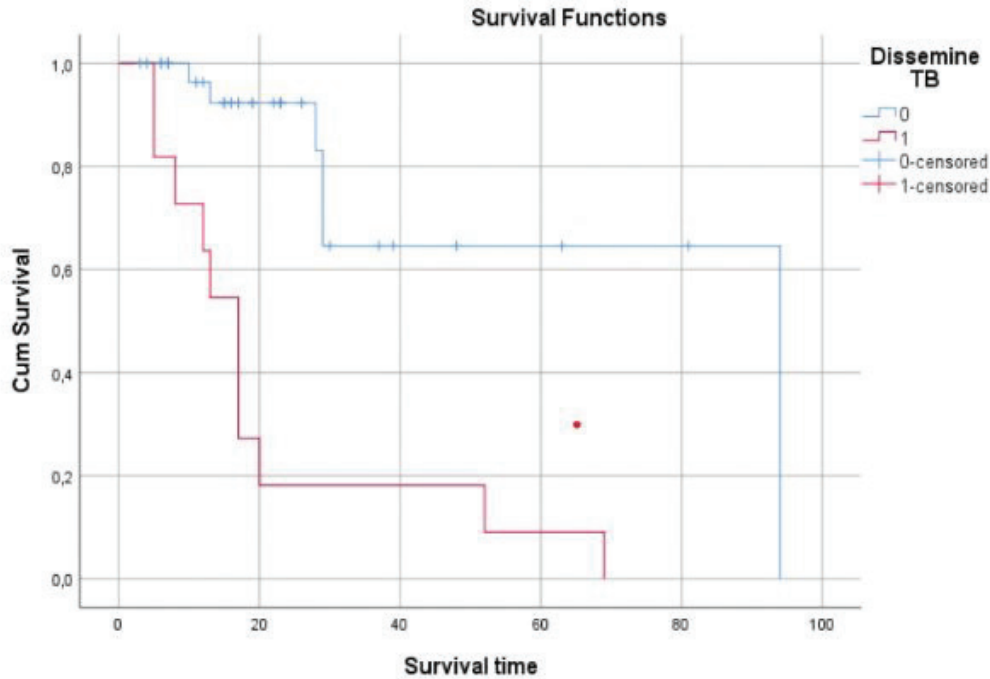 Survival Functions
Dissemine
TB
0
1
0-censored
1-censored
Cum Survival
1,0
0,8
0,6
0,4
0,2
0,0
0 20 40 60 80 100
Survival time